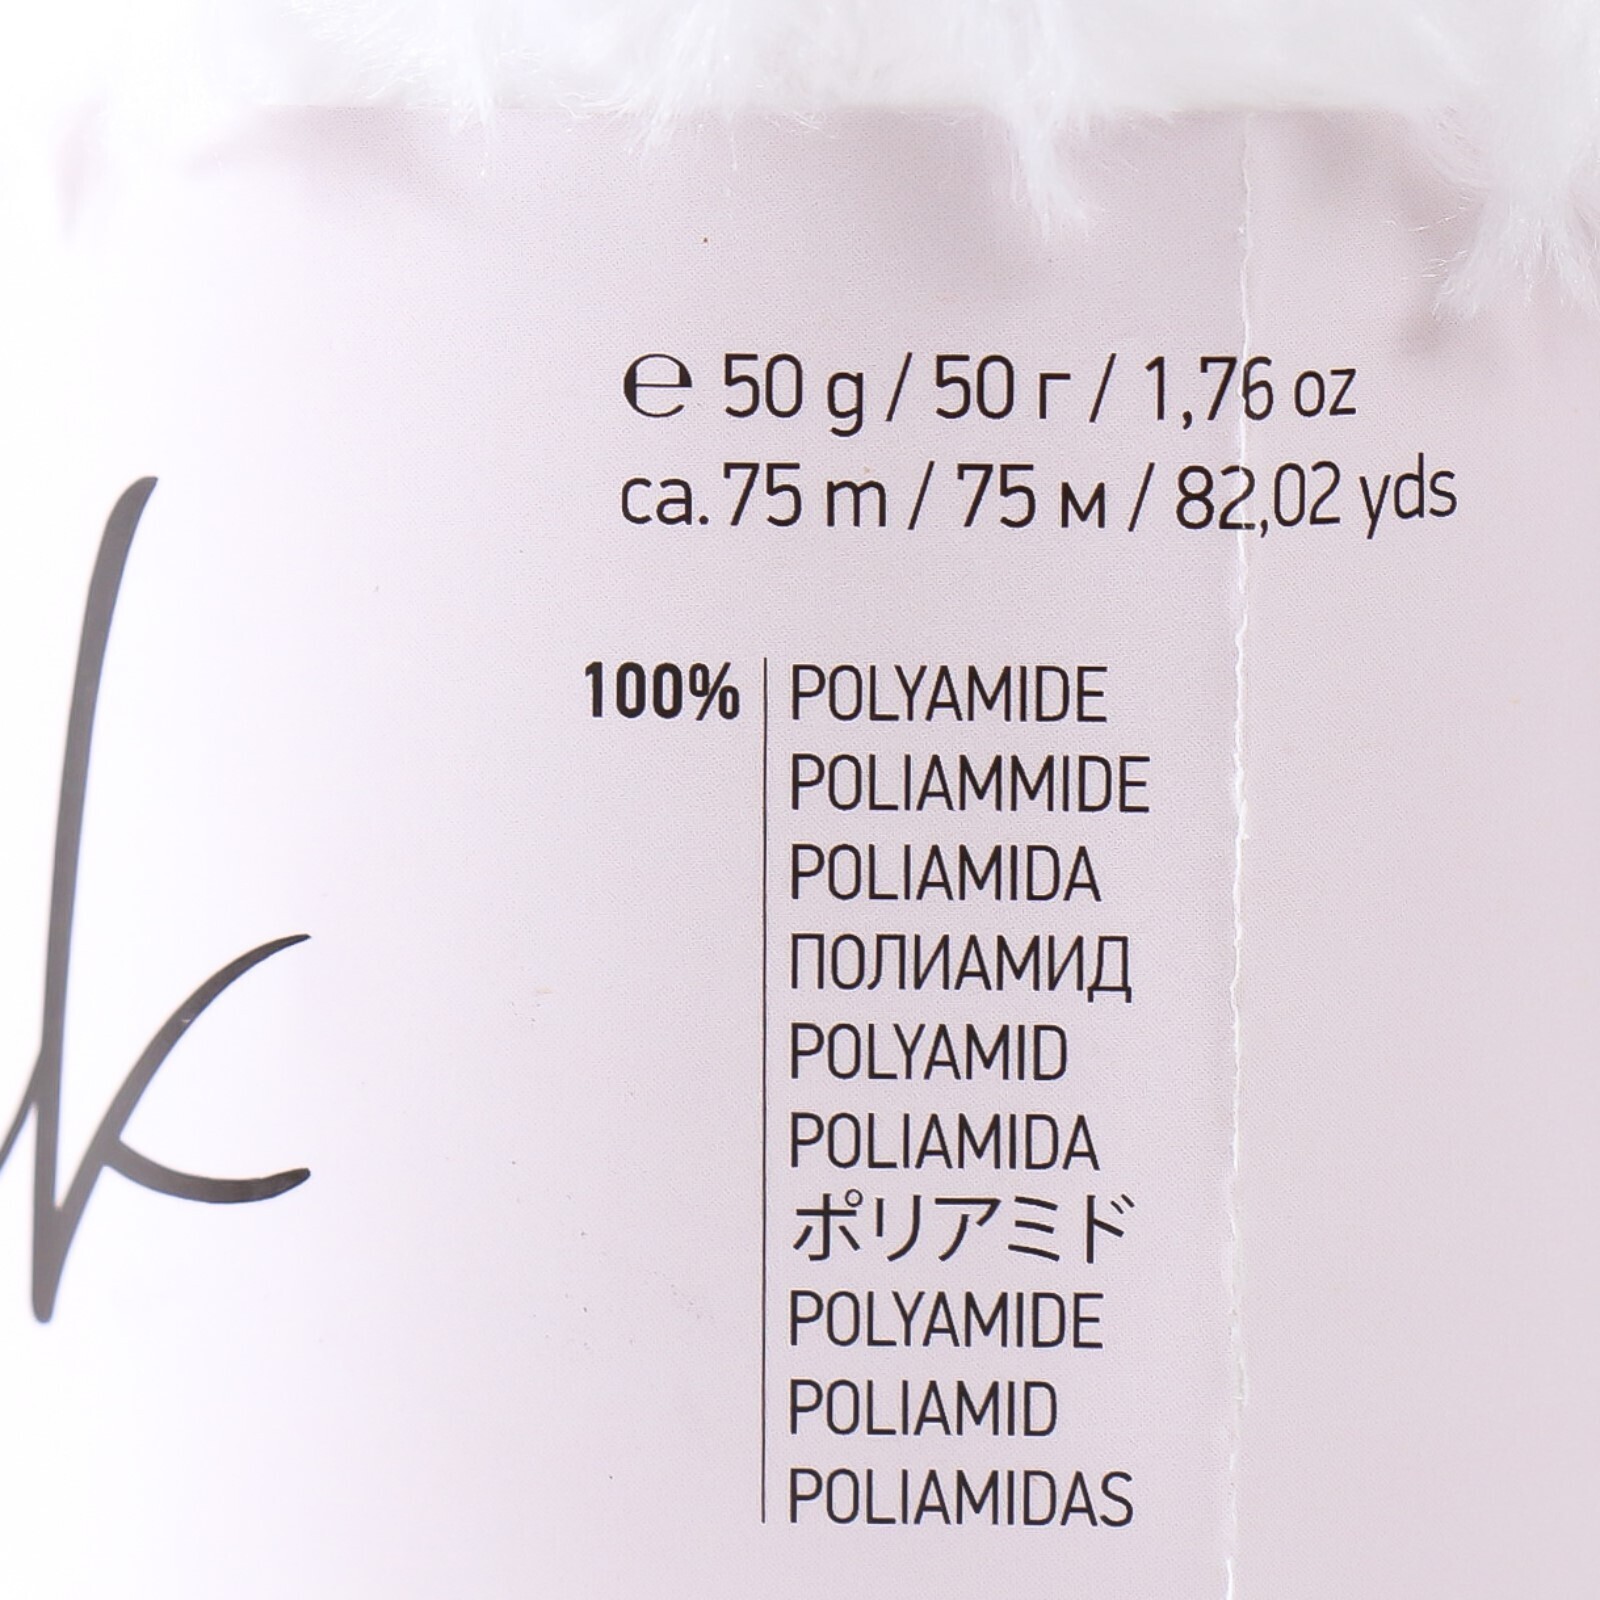 ℮ 50 g / 50 г / 1,76 oz
ca. 75 m / 75 м / 82,02 yds
100% POLYAMIDE
POLIAMMIDE
POLIAMIDA
ПОЛИАМИД
POLYAMID
POLIAMIDA
ポリアミド
POLYAMIDE
POLIAMID
POLIAMIDAS
k